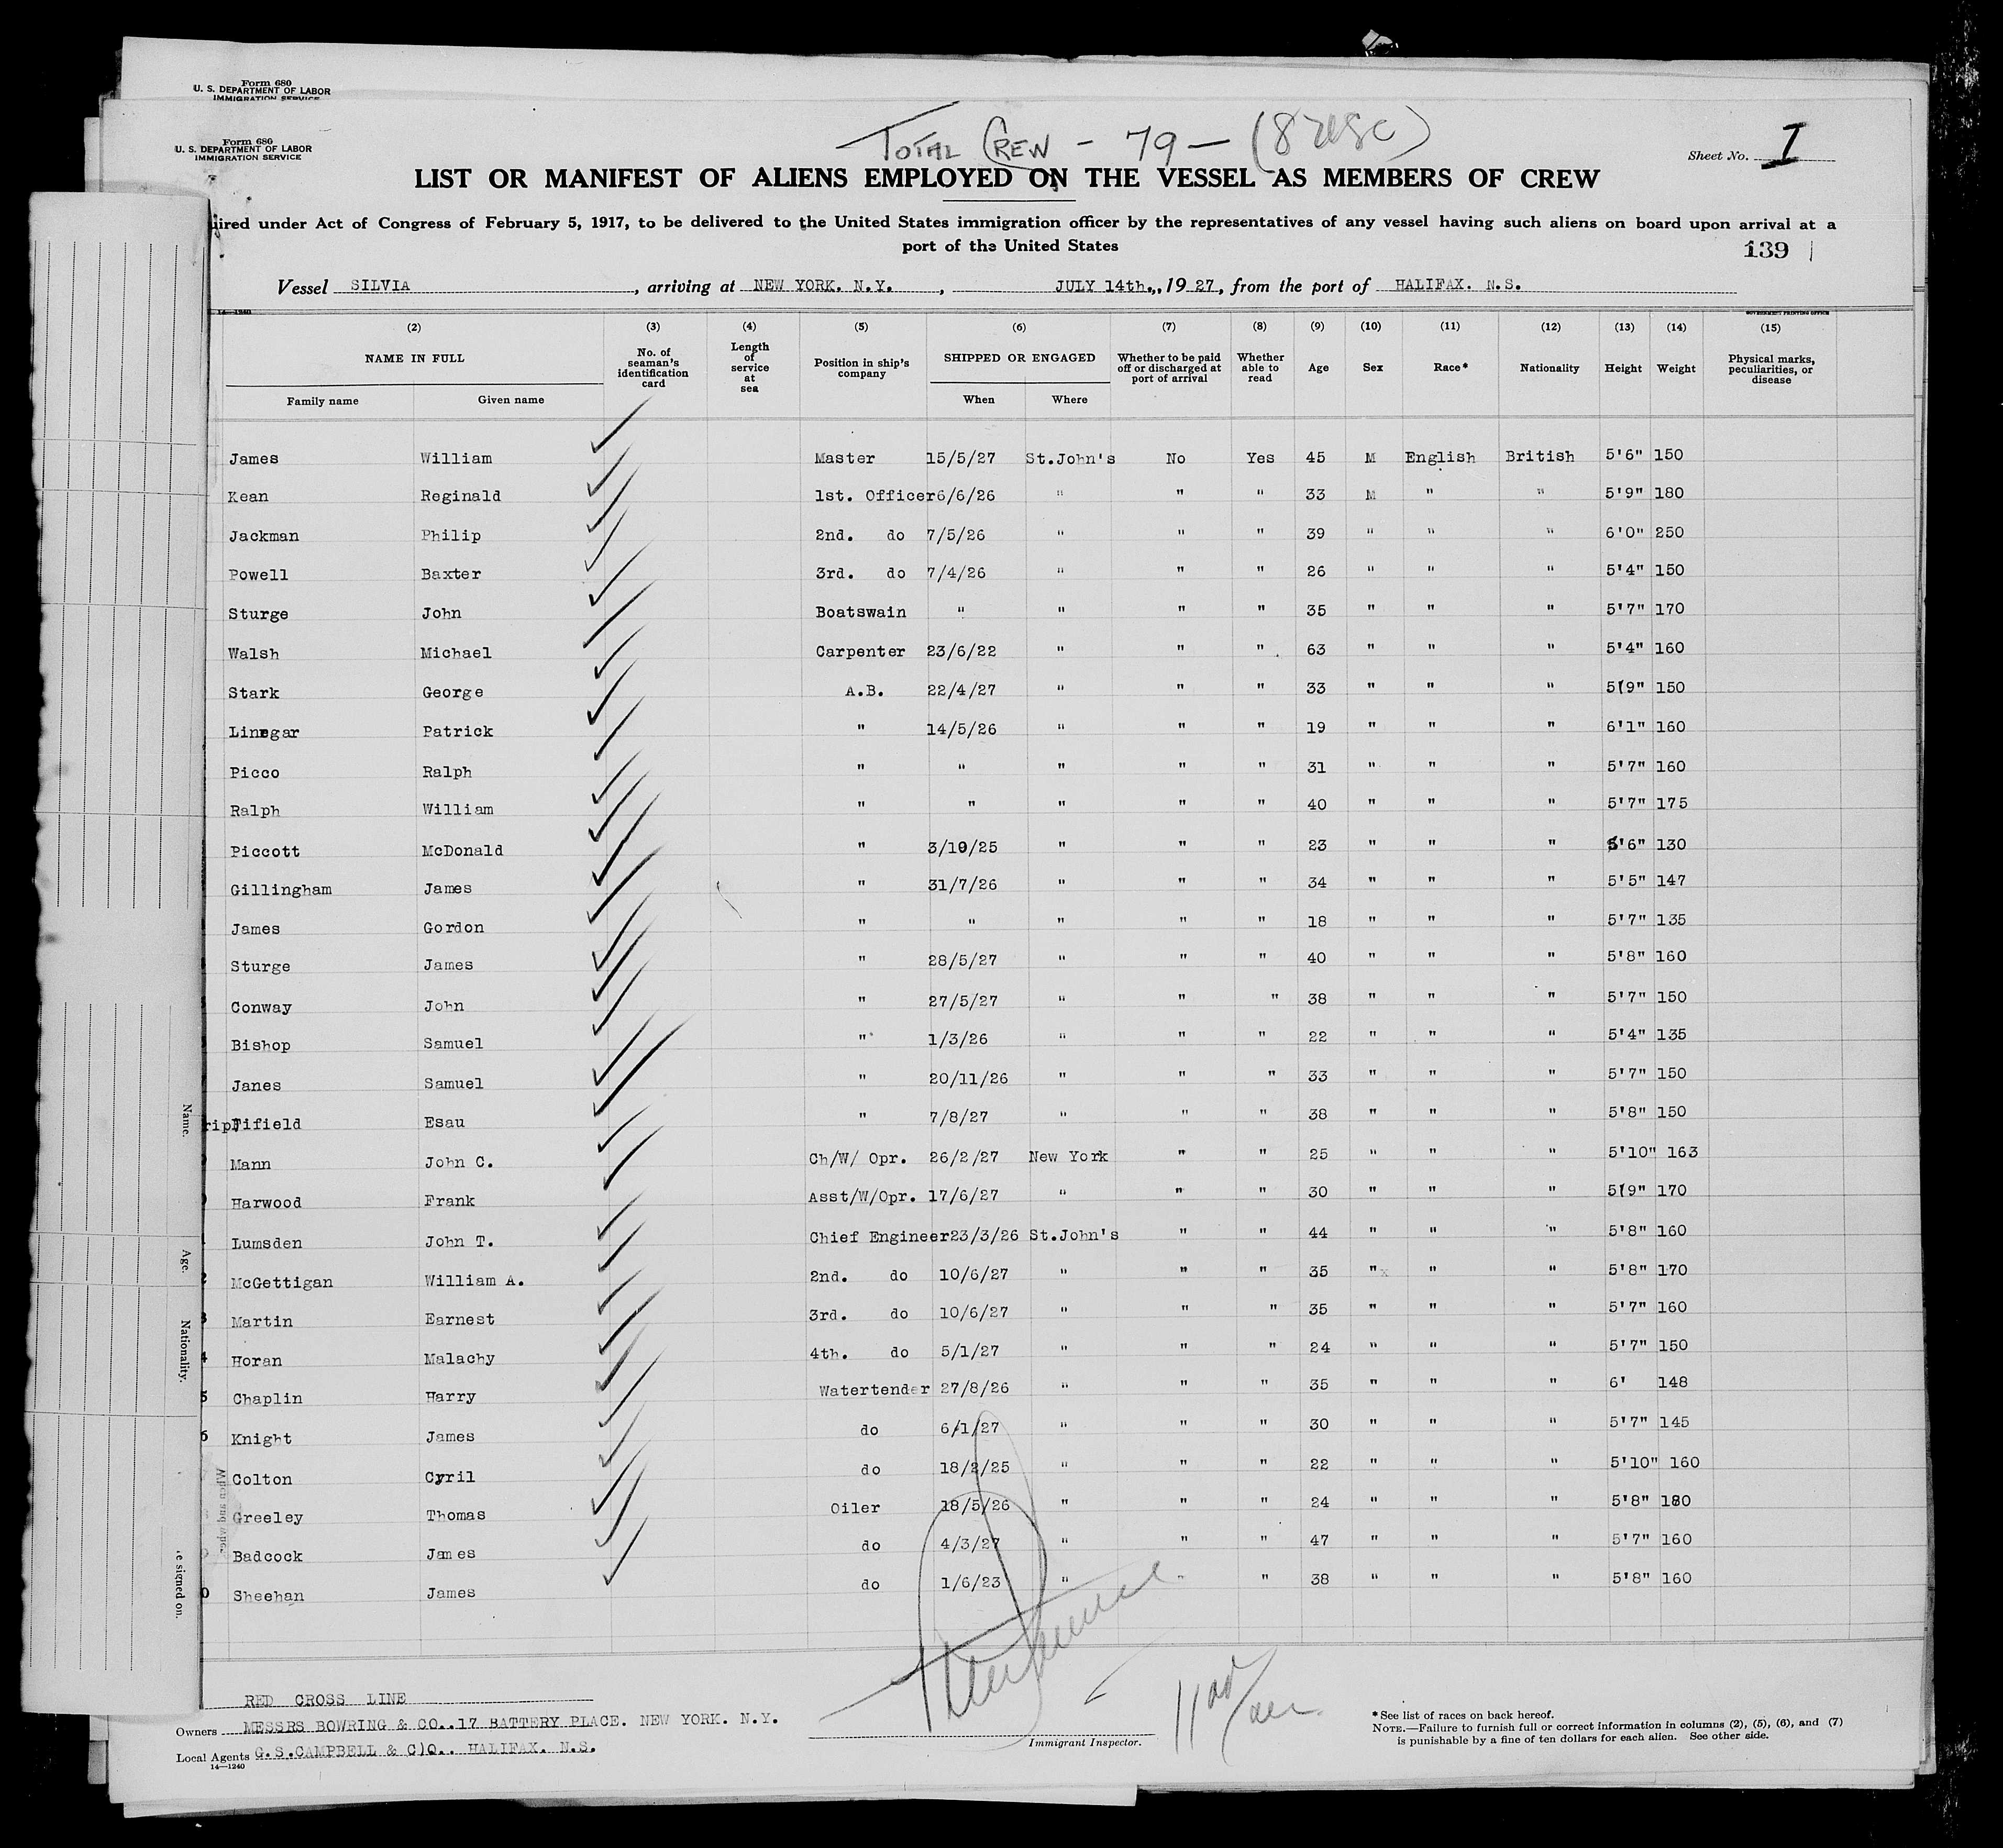 Form 680
U. S. DEPARTMENT OF LABOR
IMMIGRATION SERVICE
Form 680
U. S. DEPARTMENT OF LABOR
IMMIGRATION SERVICE
TOTAL CREW - 79 - (8 USC)
Sheet No. I
LIST OR MANIFEST OF ALIENS EMPLOYED ON THE VESSEL AS MEMBERS OF CREW
uired under Act of Congress of February 5, 1917, to be delivered to the United States immigration officer by the representatives of any vessel having such aliens on board upon arrival at a
port of the United States
139
Vessel SILVIA, arriving at NEW YORK. N.Y., JULY 14th., 1927, from the port of HALIFAX. N.S.
14—1240
GOVERNMENT PRINTING OFFICE
(2) (3) (4) (5) (6) (7) (8) (9) (10) (11) (12) (13) (14) (15)
NAME IN FULL No. of seaman's identification card Length of service at sea Position in ship's company SHIPPED OR ENGAGED Whether to be paid off or discharged at port of arrival Whether able to read Age Sex Race* Nationality Height Weight Physical marks, peculiarities, or disease
Family name Given name When Where
James William Master 15/5/27 St.John's No Yes 45 M English British 5'6" 150
Kean Reginald 1st. Officer 6/6/26 " " " 33 M " " 5'9" 180
Jackman Philip 2nd. do 7/5/26 " " " 39 " " " 6'0" 250
Powell Baxter 3rd. do 7/4/26 " " " 26 " " " 5'4" 150
Sturge John Boatswain " " " " 35 " " " 5'7" 170
Walsh Michael Carpenter 23/6/22 " " " 63 " " " 5'4" 160
Stark George A.B. 22/4/27 " " " 33 " " " 5'9" 150
Linegar Patrick " 14/5/26 " " " 19 " " " 6'1" 160
Picco Ralph " " " " " 31 " " " 5'7" 160
Ralph William " " " " " 40 " " " 5'7" 175
Piccott McDonald " 3/10/25 " " " 23 " " " 5'6" 130
Gillingham James " 31/7/26 " " " 34 " " " 5'5" 147
James Gordon " " " " " 18 " " " 5'7" 135
Sturge James " 28/5/27 " " " 40 " " " 5'8" 160
Conway John " 27/5/27 " " " 38 " " " 5'7" 150
Bishop Samuel " 1/3/26 " " " 22 " " " 5'4" 135
Janes Samuel " 20/11/26 " " " 33 " " " 5'7" 150
Fifield Esau " 7/8/27 " " " 38 " " " 5'8" 150
Mann John C. Ch/W/ Opr. 26/2/27 New York " " 25 " " " 5'10" 163
Harwood Frank Asst/W/Opr. 17/6/27 " " " 30 " " " 5'9" 170
Lumsden John T. Chief Engineer 23/3/26 St.John's " " 44 " " " 5'8" 160
McGettigan William A. 2nd. do 10/6/27 " " " 35 " " " 5'8" 170
Martin Earnest 3rd. do 10/6/27 " " " 35 " " " 5'7" 160
Horan Malachy 4th. do 5/1/27 " " " 24 " " " 5'7" 150
5 Chaplin Harry Watertender 27/8/26 " " " 35 " " " 6' 148
6 Knight James do 6/1/27 " " " 30 " " " 5'7" 145
Colton Cyril do 18/2/25 " " " 22 " " " 5'10" 160
Greeley Thomas Oiler 18/5/26 " " " 24 " " " 5'8" 180
Badcock James do 4/3/27 " " " 47 " " " 5'7" 160
0 Sheehan James do 1/6/23 " " " 38 " " " 5'8" 160
Name.
Age.
Nationality.
e signed on.
When and wher
RED CROSS LINE
Owners MESSRS BOWRING & CO..17 BATTERY PLACE. NEW YORK. N.Y.
Local Agents G.S.CAMPBELL & C)O.. HALIFAX. N.S.
14—1240
Immigrant Inspector.
*See list of races on back hereof.
NOTE.—Failure to furnish full or correct information in columns (2), (5), (6), and (7)
is punishable by a fine of ten dollars for each alien. See other side.